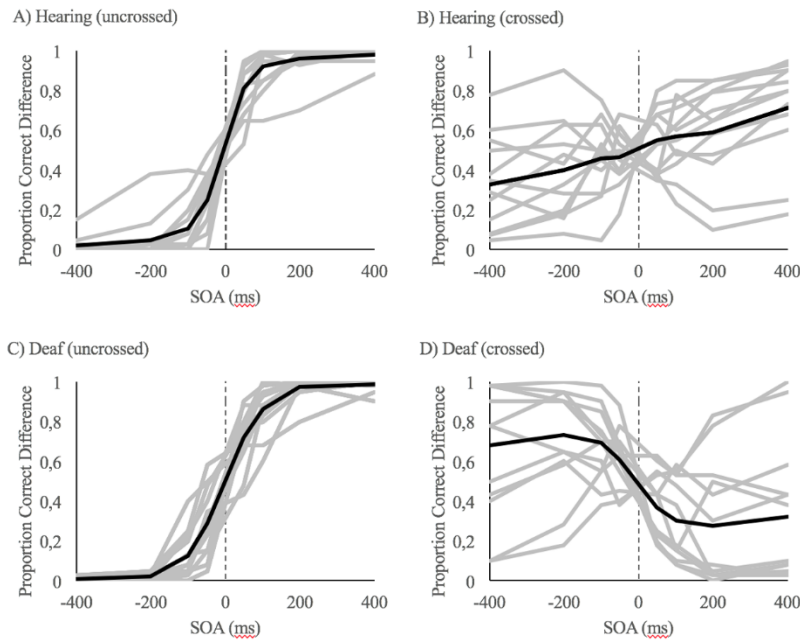 A) Hearing (uncrossed)
Proportion Correct Difference
1
0,8
0,6
0,4
0,2
0
-400 -200 0 200 400
SOA (ms)
B) Hearing (crossed)
Proportion Correct Difference
1
0,8
0,6
0,4
0,2
0
-400 -200 0 200 400
SOA (ms)
C) Deaf (uncrossed)
Proportion Correct Difference
1
0,8
0,6
0,4
0,2
0
-400 -200 0 200 400
SOA (ms)
D) Deaf (crossed)
Proportion Correct Difference
1
0,8
0,6
0,4
0,2
0
-400 -200 0 200 400
SOA (ms)